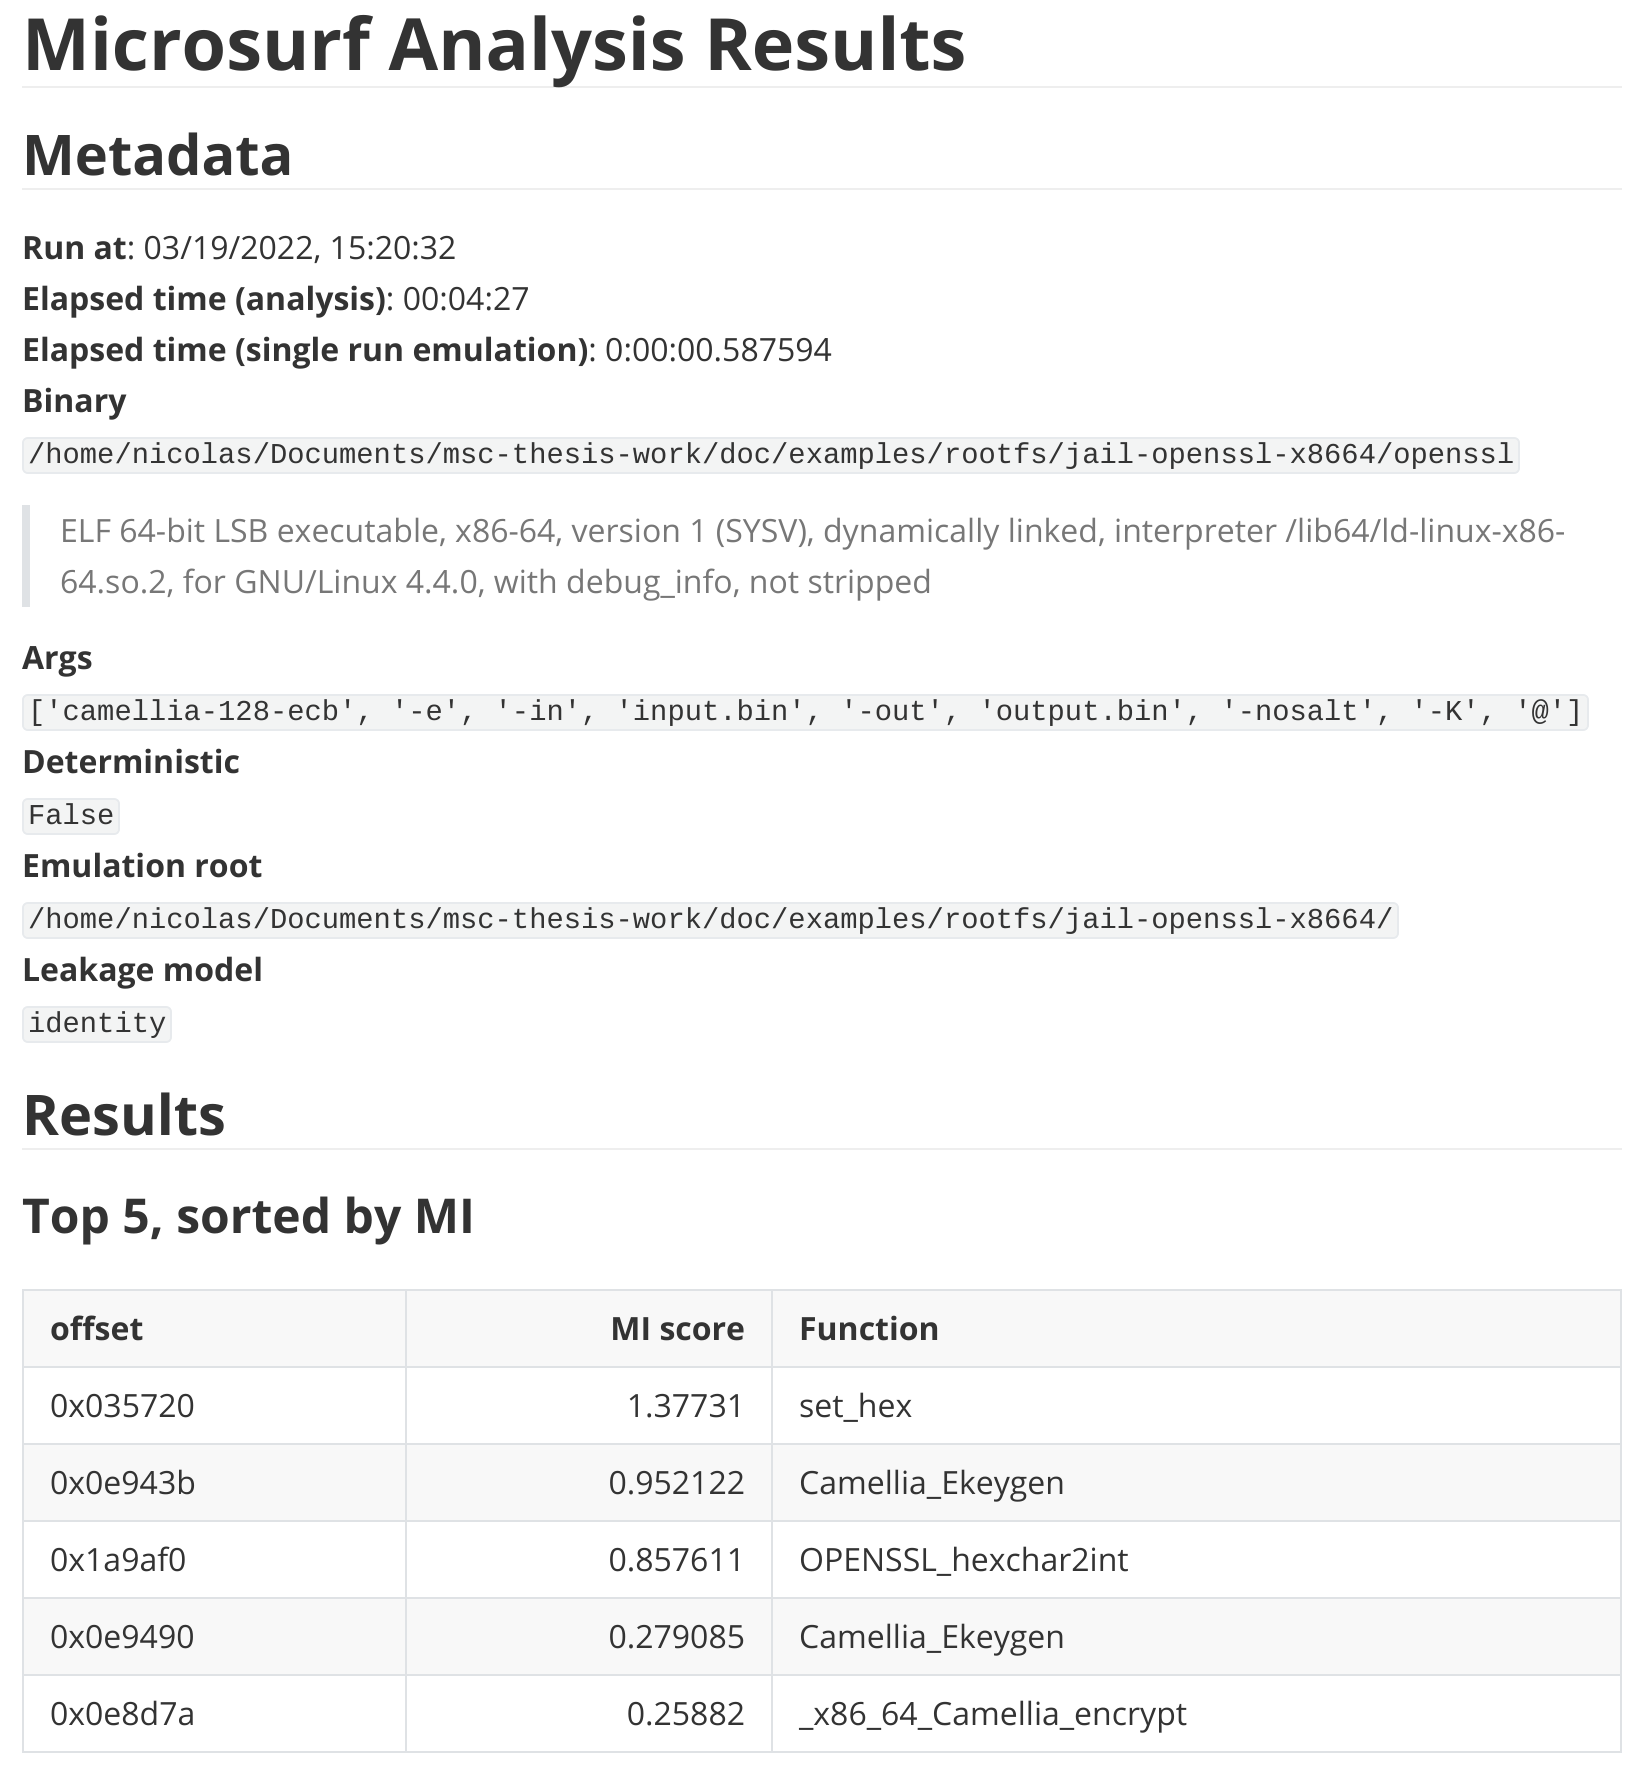 Microsurf Analysis Results
Metadata
Run at: 03/19/2022, 15:20:32
Elapsed time (analysis): 00:04:27
Elapsed time (single run emulation): 0:00:00.587594
Binary
/home/nicolas/Documents/msc-thesis-work/doc/examples/rootfs/jail-openssl-x8664/openssl
ELF 64-bit LSB executable, x86-64, version 1 (SYSV), dynamically linked, interpreter /lib64/ld-linux-x86-
64.so.2, for GNU/Linux 4.4.0, with debug_info, not stripped
Args
['camellia-128-ecb', '-e', '-in', 'input.bin', '-out', 'output.bin', '-nosalt', '-K', '@']
Deterministic
False
Emulation root
/home/nicolas/Documents/msc-thesis-work/doc/examples/rootfs/jail-openssl-x8664/
Leakage model
identity
Results
Top 5, sorted by MI
offset MI score Function
0x035720 1.37731 set_hex
0x0e943b 0.952122 Camellia_Ekeygen
0x1a9af0 0.857611 OPENSSL_hexchar2int
0x0e9490 0.279085 Camellia_Ekeygen
0x0e8d7a 0.25882 _x86_64_Camellia_encrypt